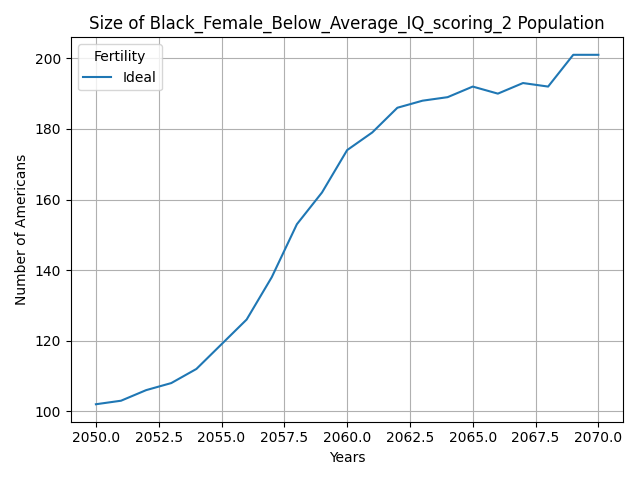 Size of Black_Female_Below_Average_IQ_scoring_2 Population
Fertility
Ideal
200
180
160
140
120
100
Number of Americans
2050.0 2052.5 2055.0 2057.5 2060.0 2062.5 2065.0 2067.5 2070.0
Years